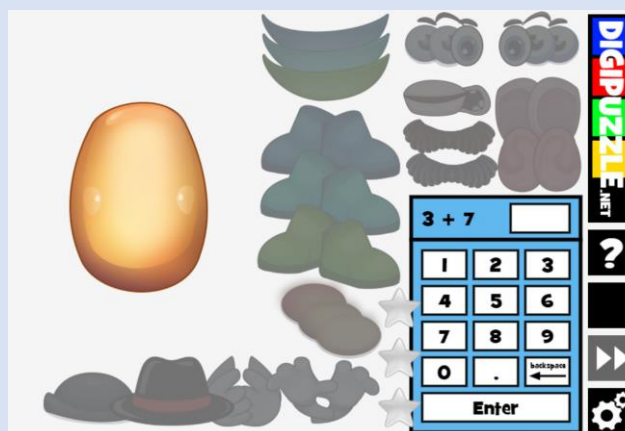 DIGIPUZZLE.NET
3 + 7
1 2 3
4 5 6
7 8 9
0 . backspace
Enter
?